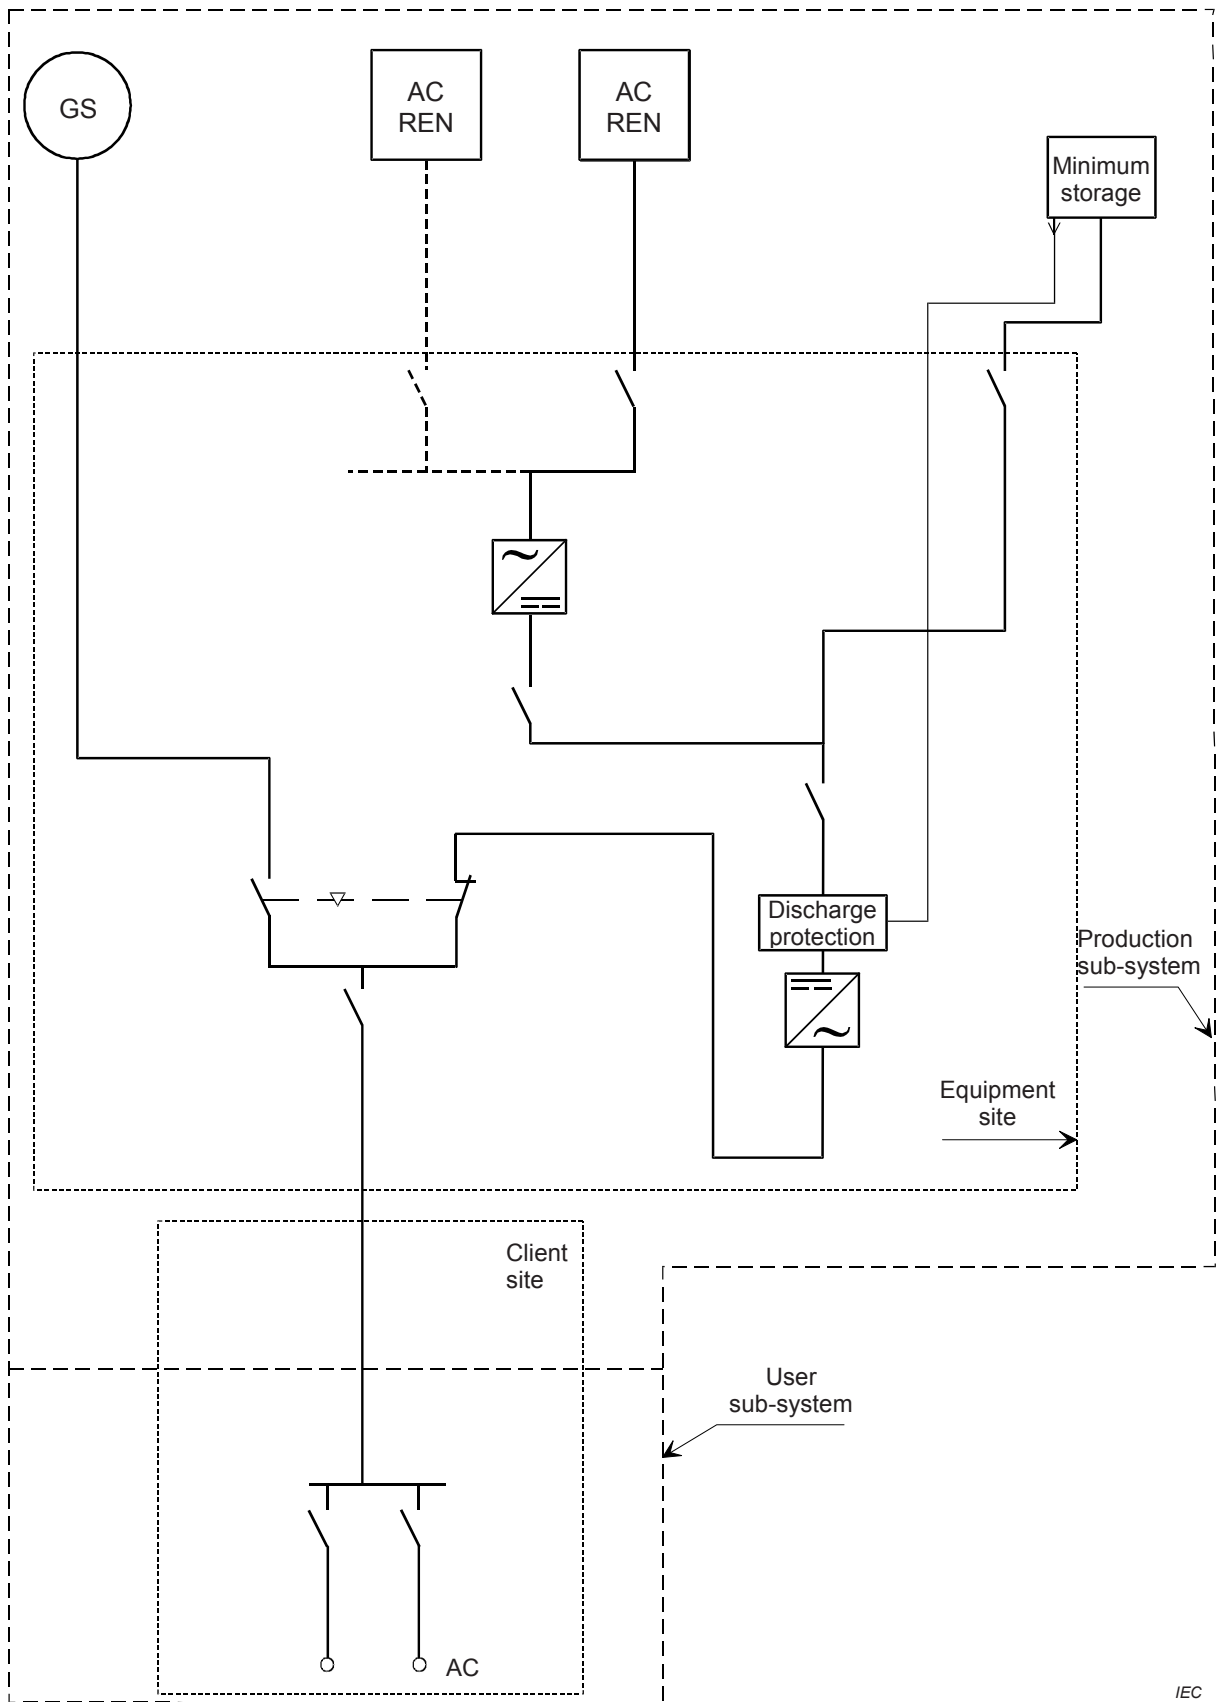 GS
AC
REN
AC
REN
Minimum
storage
Discharge
protection
Production
sub-system
Equipment
site
Client
site
User
sub-system
AC
IEC